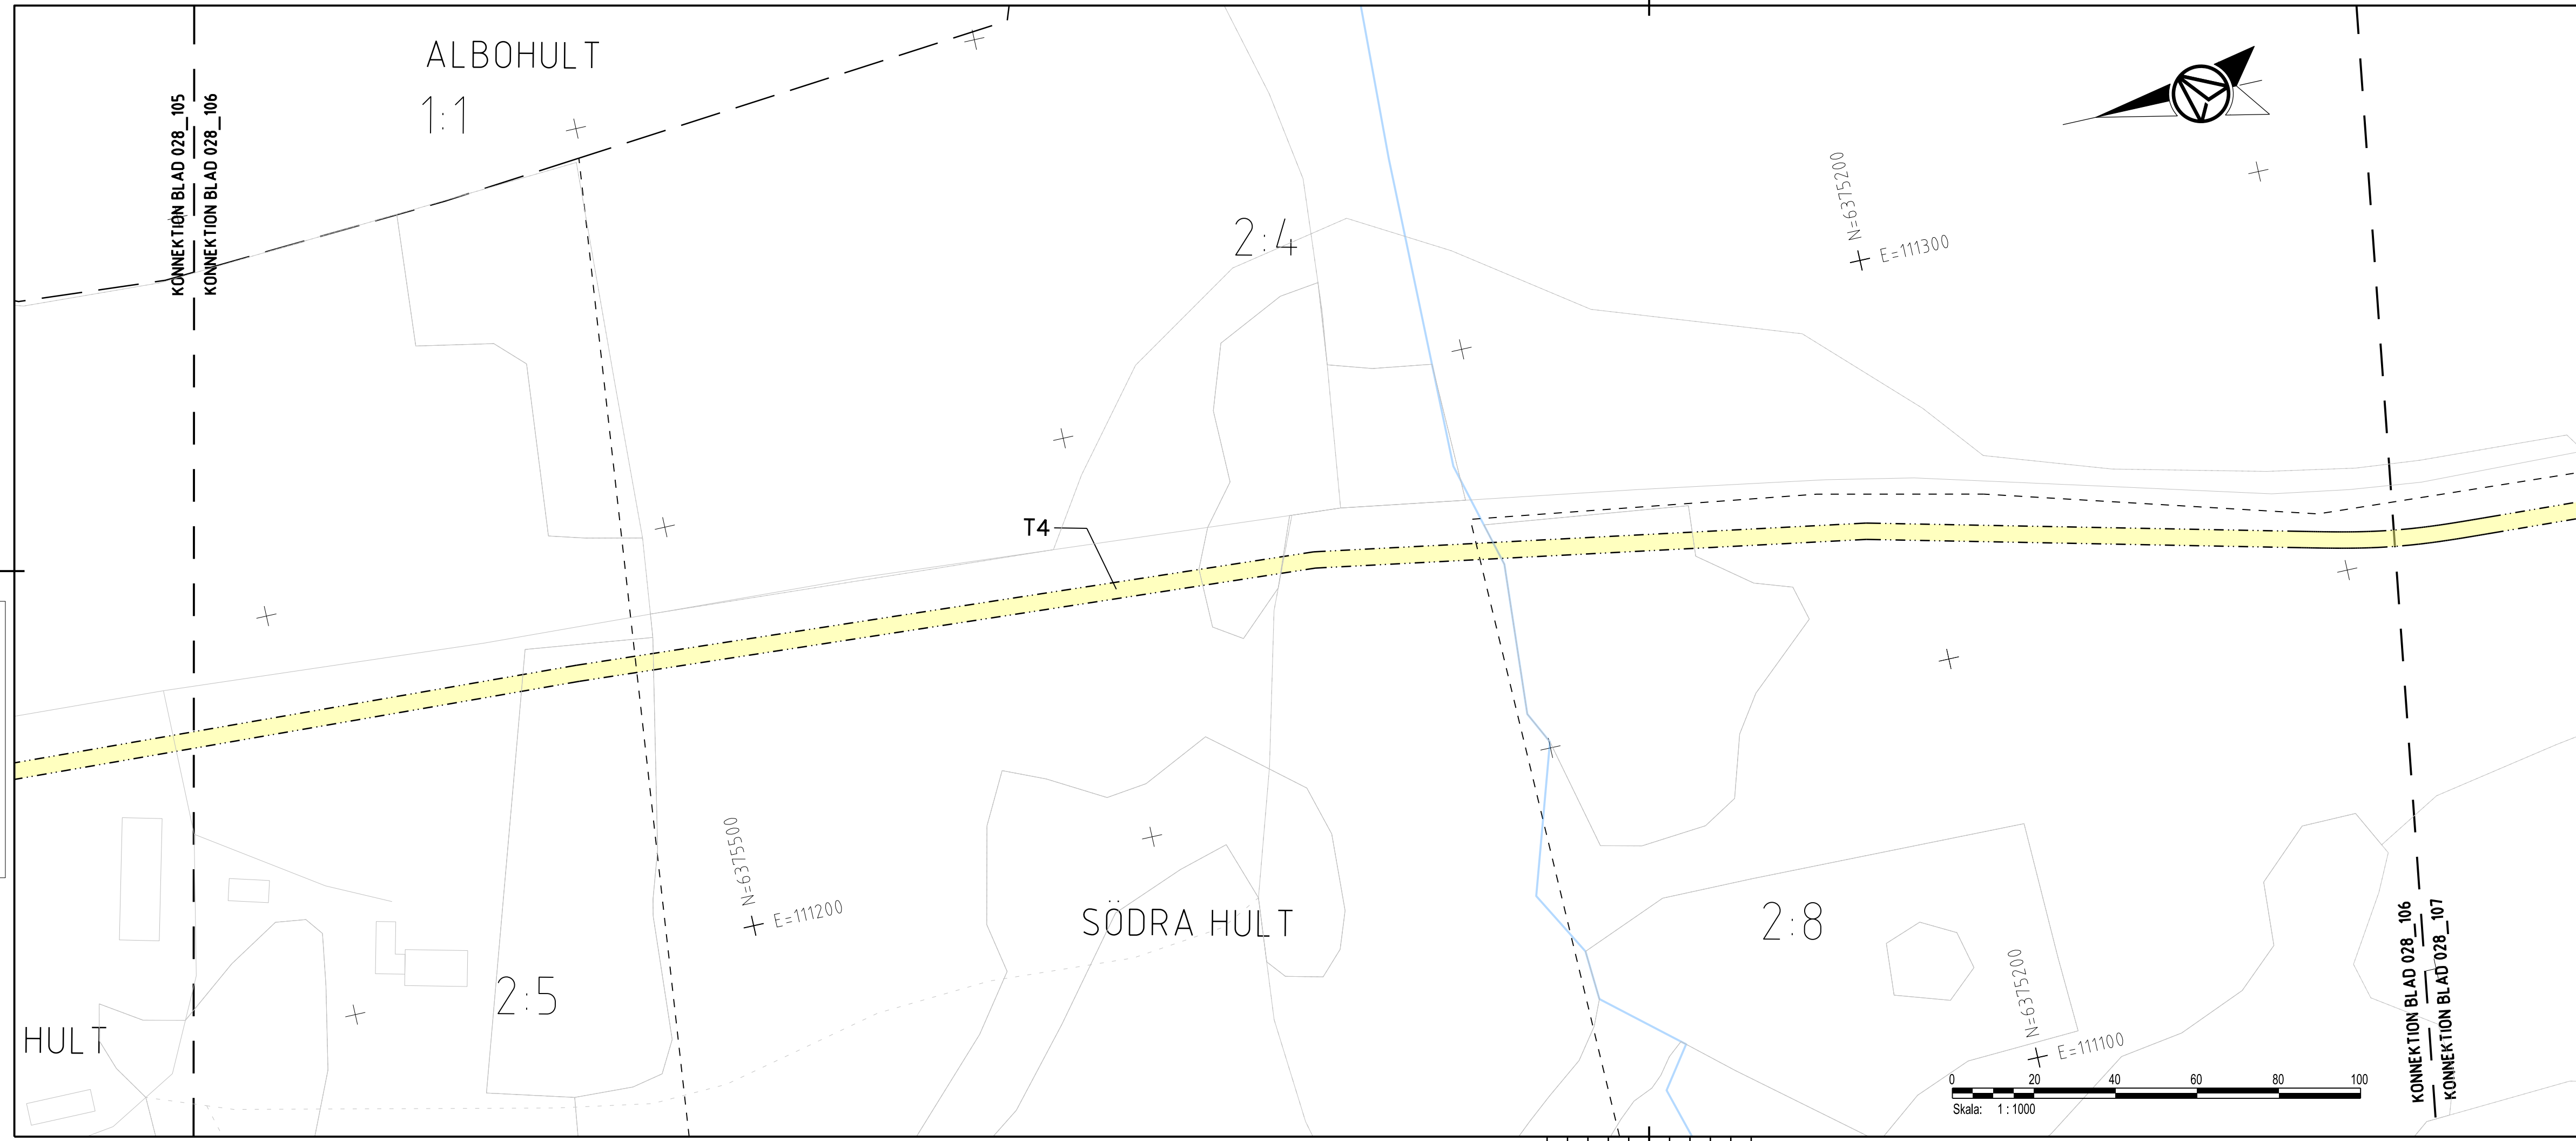 ALBOHULT
1:1
KONNEKTION BLAD 028_105
KONNEKTION BLAD 028_106
2:4
N=6375200
E=111300
T4
N=6375500
E=111200
SÖDRA HULT
2:8
2:5
HULT
N=6375200
E=111100
KONNEKTION BLAD 028_106
KONNEKTION BLAD 028_107
0 20 40 60 80 100
Skala: 1 : 1000